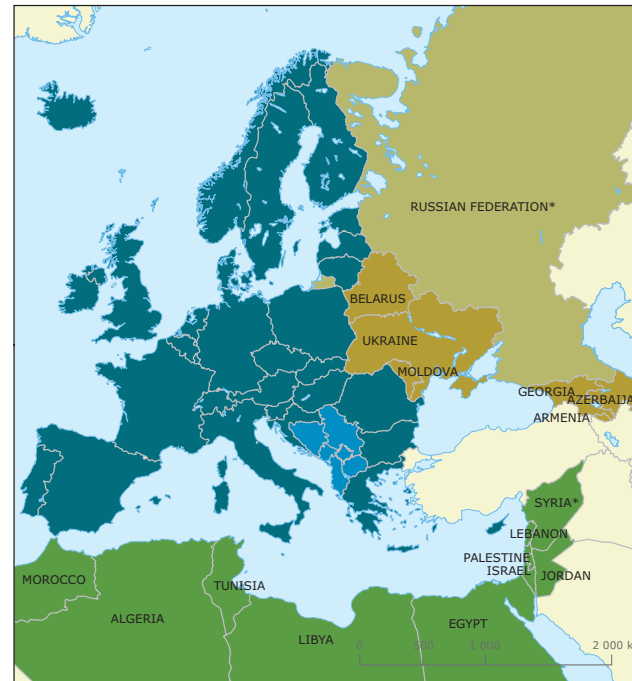 RUSSIAN FEDERATION*
BELARUS
UKRAINE
MOLDOVA
GEORGIA
AZERBAIJA
ARMENIA
SYRIA*
LEBANON
PALESTINE
ISRAEL
JORDAN
MOROCCO
TUNISIA
ALGERIA
LIBYA
EGYPT
0 500 1 000 2 000 k